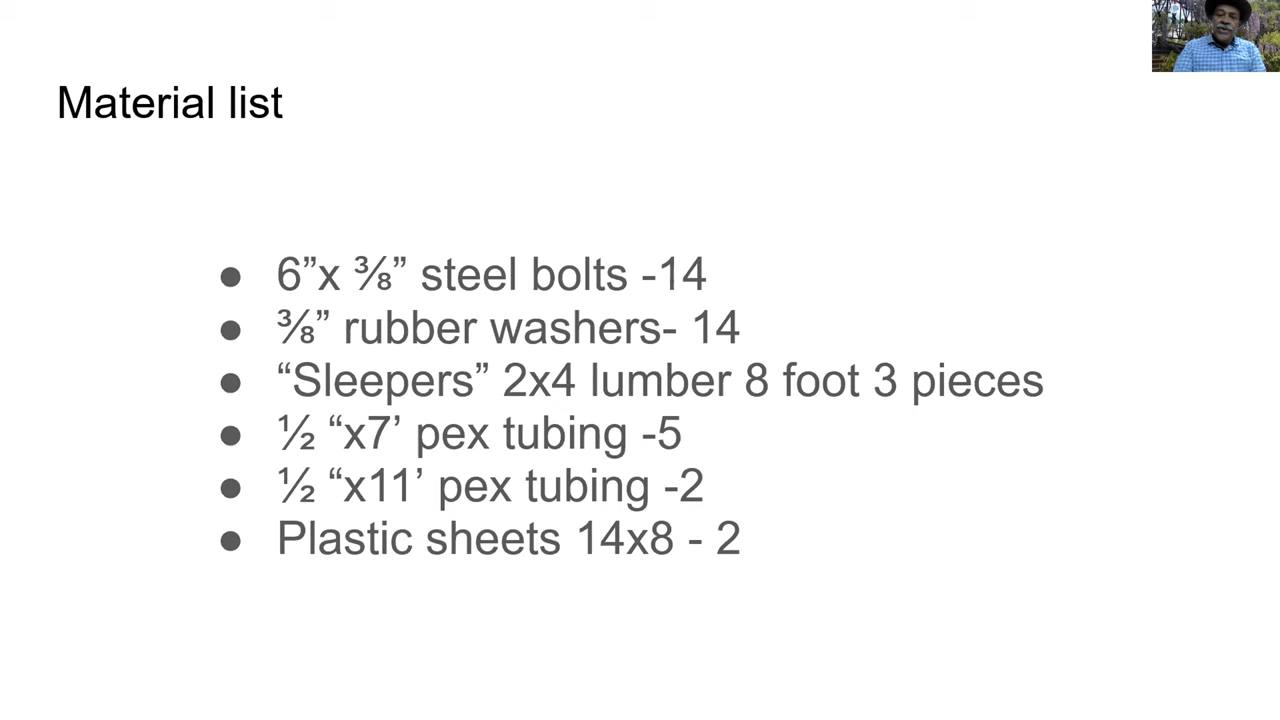 Material list
● 6”x ⅜” steel bolts -14
● ⅜” rubber washers- 14
● “Sleepers” 2x4 lumber 8 foot 3 pieces
● ½ “x7’ pex tubing -5
● ½ “x11’ pex tubing -2
● Plastic sheets 14x8 - 2